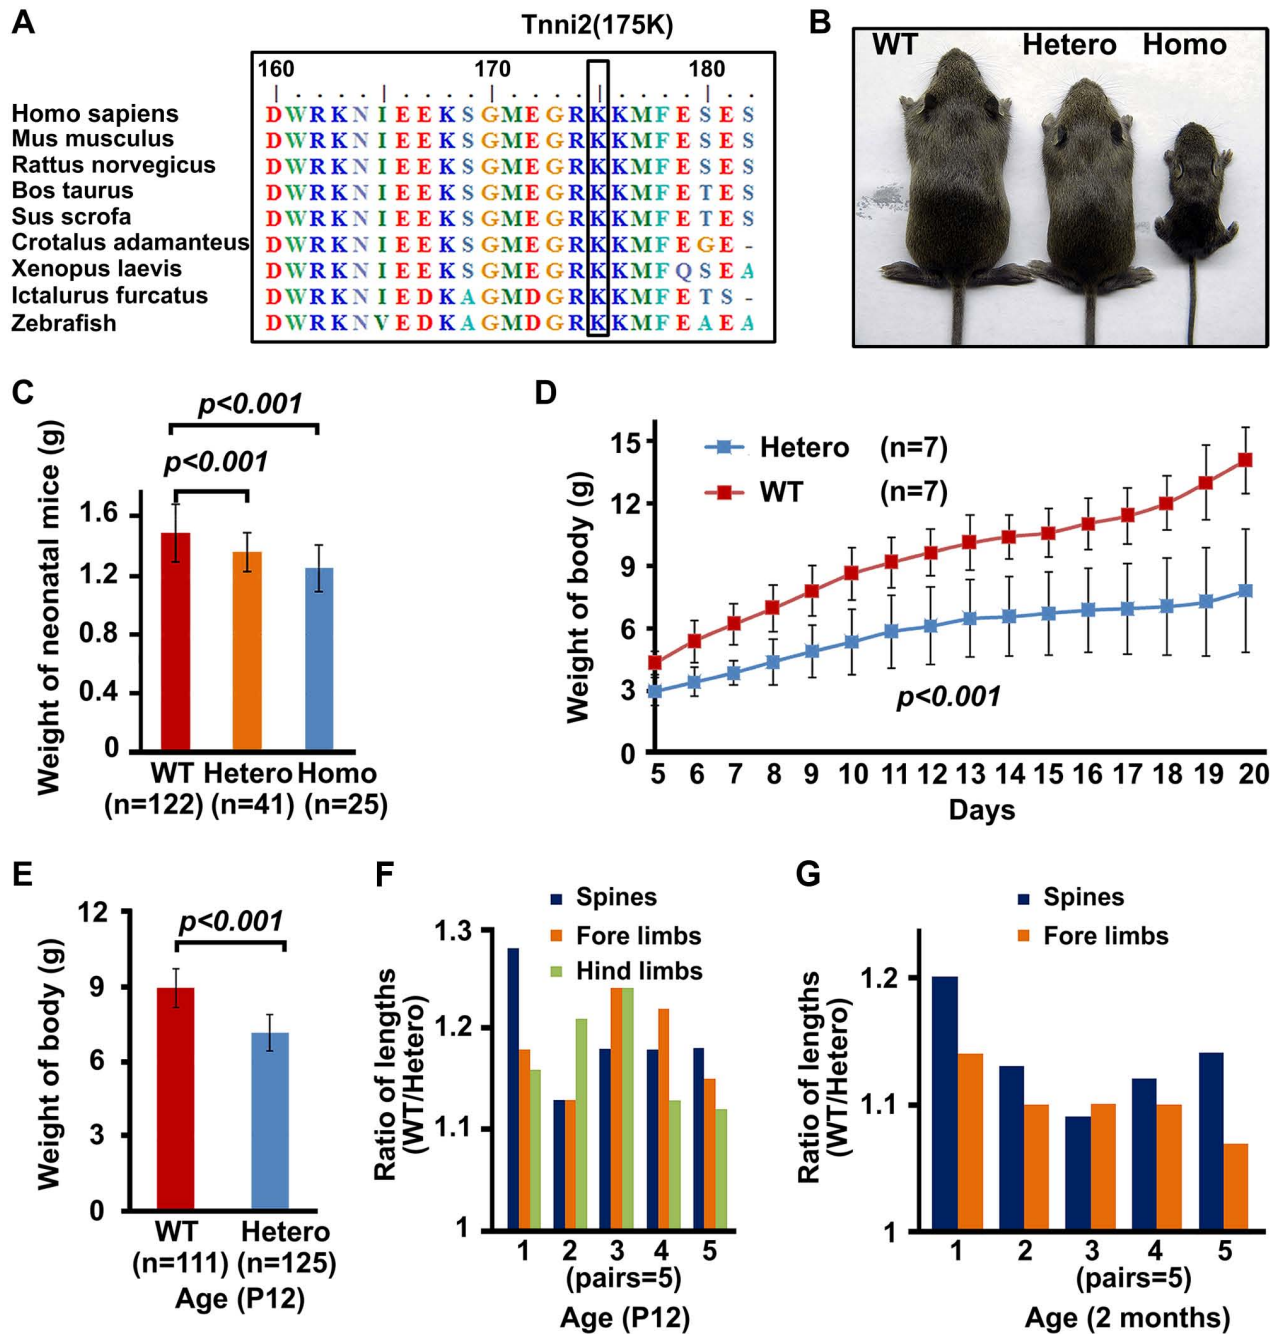 A
Tnni2(175K)
160 170 180
Homo sapiens DWRKNIEEKSGMEGRKKMFESES
Mus musculus DWRKNIEEKSGMEGRKKMFESES
Rattus norvegicus DWRKNIEEKSGMEGRKKMFESES
Bos taurus DWRKNIEEKSGMEGRKKMFETES
Sus scrofa DWRKNIEEKSGMEGRKKMFETES
Crotalus adamanteus DWRKNIEEKSGMEGRKKMFEGE-
Xenopus laevis DWRKNIEEKSGMEGRKKMFQSEA
Ictalurus furcatus DWRKNIEDKAGMDGRKKMFETS-
Zebrafish DWRKNVEDKAGMDGRKKMFEAEA
B
WT Hetero Homo
C
p<0.001
p<0.001
Weight of neonatal mice (g)
1.6
1.2
0.8
0.4
0
WT Hetero Homo
(n=122) (n=41) (n=25)
D
Weight of body (g)
15
12
9
6
3
0
Hetero (n=7)
WT (n=7)
p<0.001
5 6 7 8 9 10 11 12 13 14 15 16 17 18 19 20
Days
E
p<0.001
Weight of body (g)
12
9
6
3
0
WT Hetero
(n=111) (n=125)
Age (P12)
F
Spines
Fore limbs
Hind limbs
Ratio of lengths
(WT/Hetero)
1.3
1.2
1.1
1
1 2 3 4 5
(pairs=5)
Age (P12)
G
Spines
Fore limbs
Ratio of lengths
(WT/Hetero)
1.2
1.1
1
1 2 3 4 5
(pairs=5)
Age (2 months)